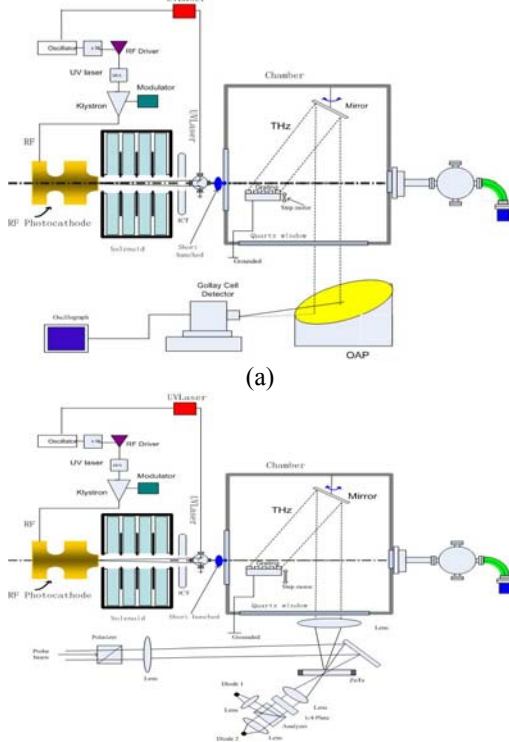 Oscillator
RF Driver
UV laser
Modulator
Klystron
RF
UVLaser
RF Photocathode
Solenoid
ICT
Short bunched
Chamber
Mirror
THz
Grating
Step motor
Quartz window
Grounded
Gollay Cell
Detector
Oscillograph
OAP
(a)
UVLaser
Oscillator
RF Driver
UV laser
Modulator
Klystron
RF
UVLaser
RF Photocathode
Solenoid
ICT
Short bunched
Chamber
Mirror
THz
Grating
Step motor
Quartz window
Grounded
Lens
Polarizer
Probe
beam
Lens
ZnTe
Diode 1
Lens
Lens
1/4 Plate
Analyzer
Diode 2
Lens